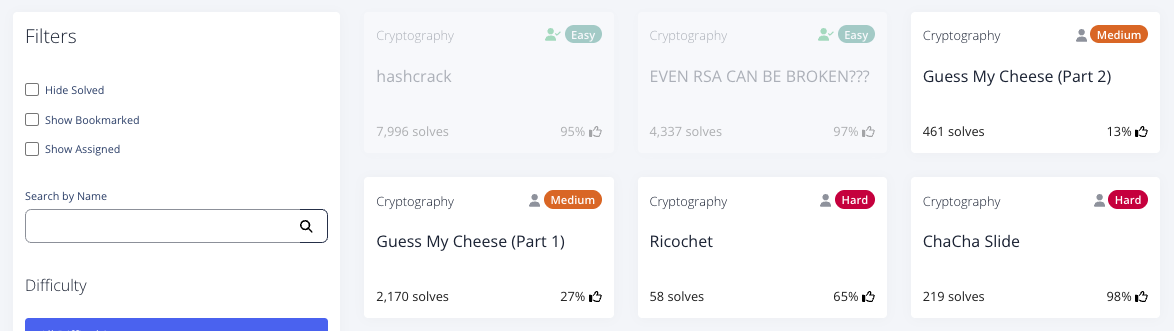 Filters
Hide Solved
Show Bookmarked
Show Assigned
Search by Name
Difficulty
Cryptography Easy
hashcrack
7,996 solves 95%
Cryptography Easy
EVEN RSA CAN BE BROKEN???
4,337 solves 97%
Cryptography Medium
Guess My Cheese (Part 2)
461 solves 13%
Cryptography Medium
Guess My Cheese (Part 1)
2,170 solves 27%
Cryptography Hard
Ricochet
58 solves 65%
Cryptography Hard
ChaCha Slide
219 solves 98%